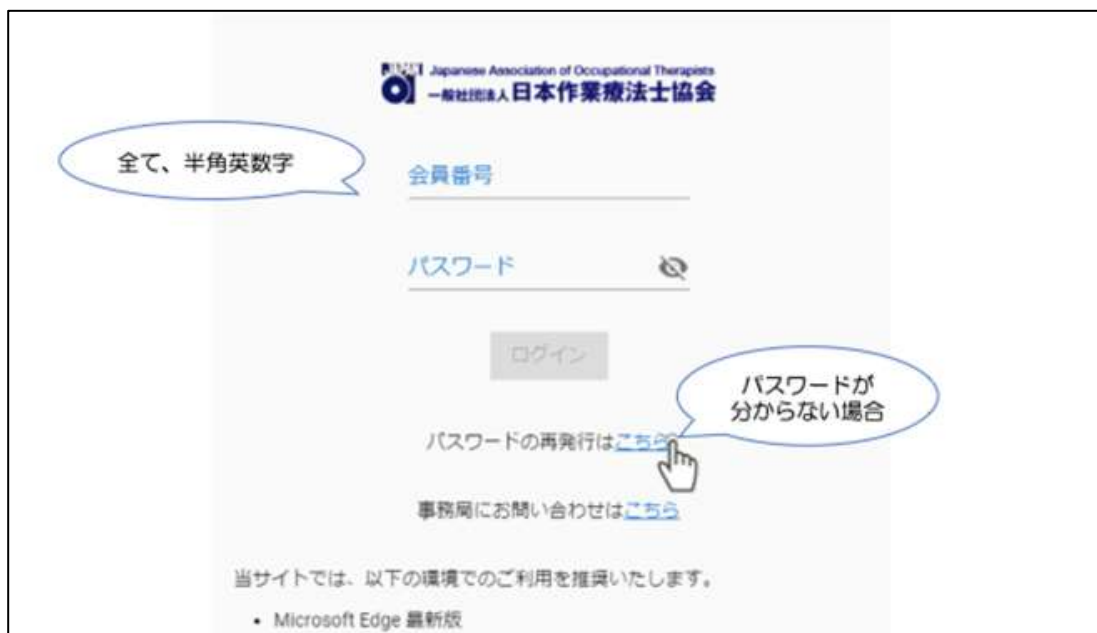 JAPAN Japanese Association of Occupational Therapists
一般社団法人日本作業療法士協会
全て、半角英数字
会員番号
パスワード
ログイン
パスワードが
分からない場合
パスワードの再発行はこちら
事務局にお問い合わせはこちら
当サイトでは、以下の環境でのご利用を推奨いたします。
• Microsoft Edge 最新版